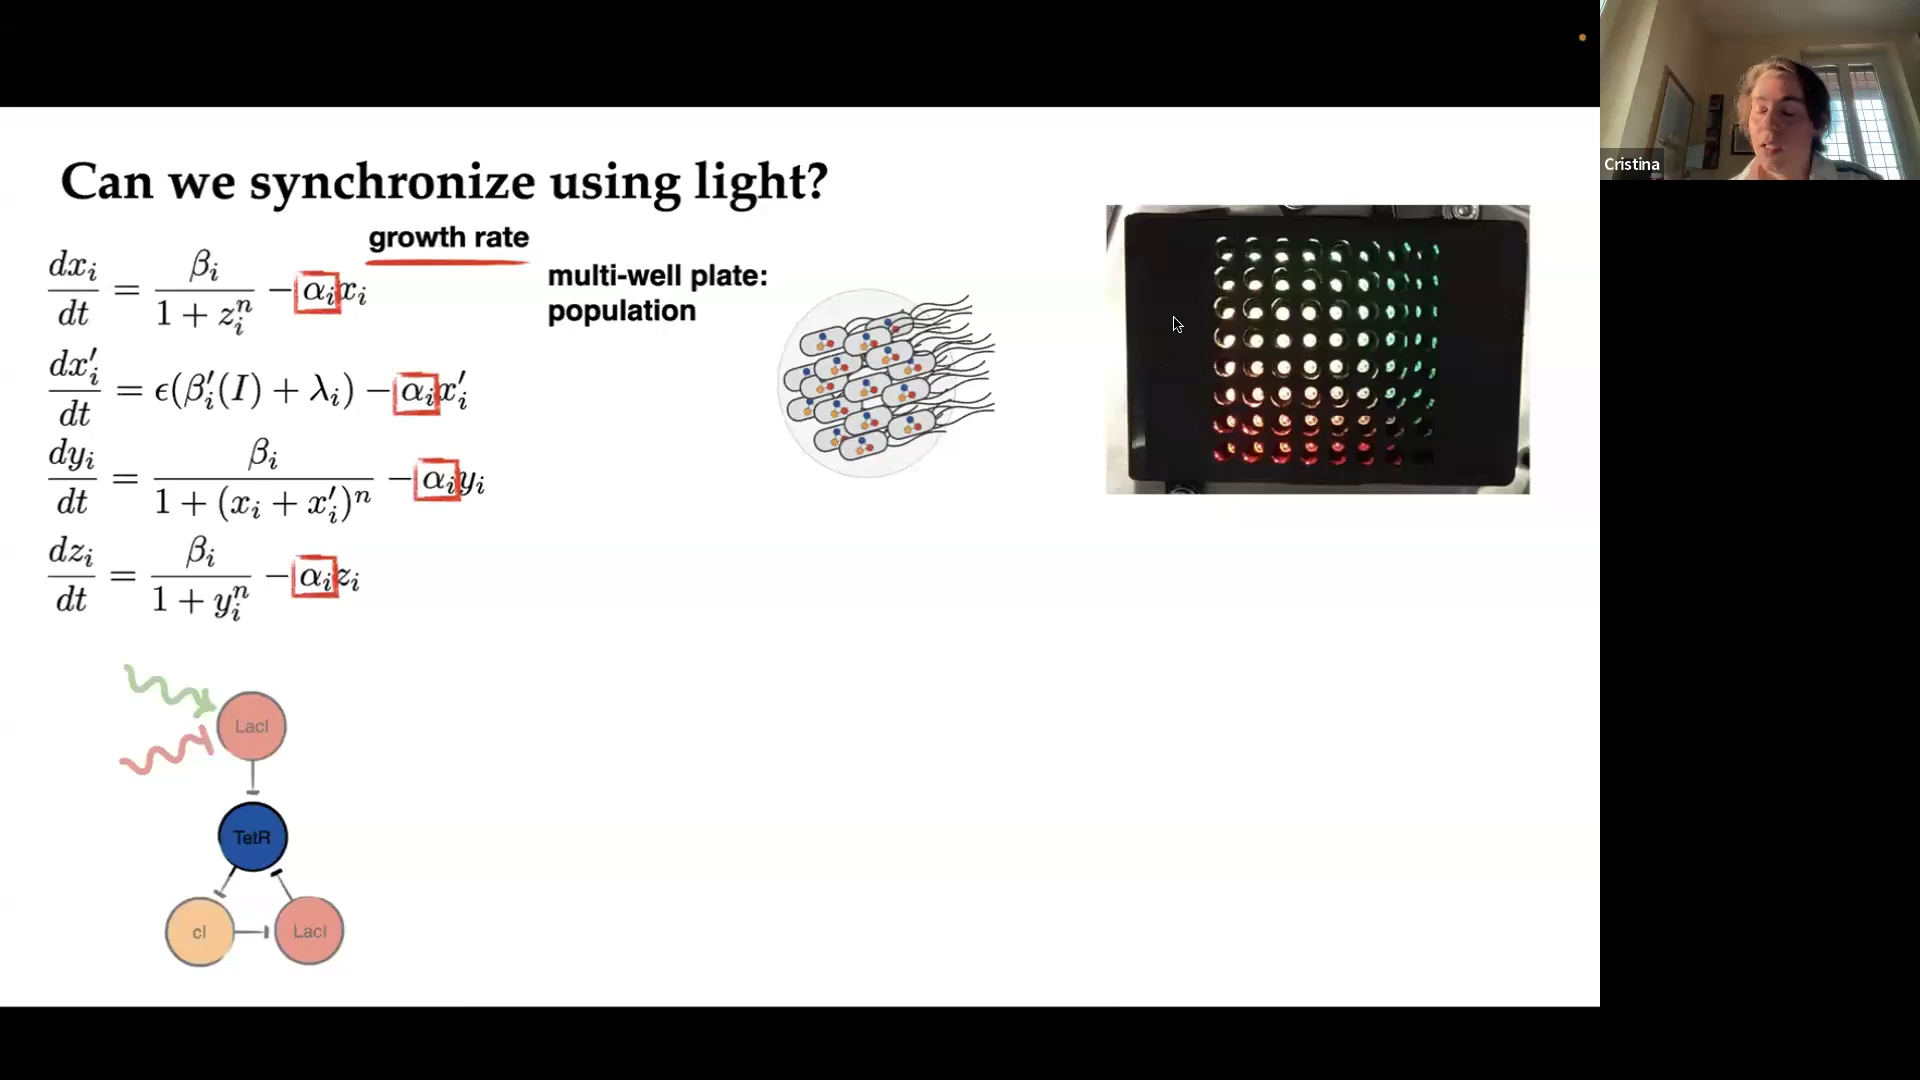 Cristina
Can we synchronize using light?
growth rate
dx_i/dt = β_i/(1 + z_i^n) − α_i x_i
multi-well plate:
population
dx′_i/dt = ϵ(β′_i(I) + λ_i) − α_i x′_i
dy_i/dt = β_i/(1 + (x_i + x′_i)^n) − α_i y_i
dz_i/dt = β_i/(1 + y_i^n) − α_i z_i
LacI
TetR
cI
LacI